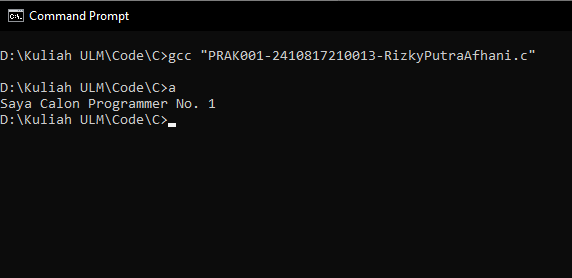 Command Prompt
D:\Kuliah ULM\Code\C>gcc "PRAK001-2410817210013-RizkyPutraAfhani.c"
D:\Kuliah ULM\Code\C>a
Saya Calon Programmer No. 1
D:\Kuliah ULM\Code\C>